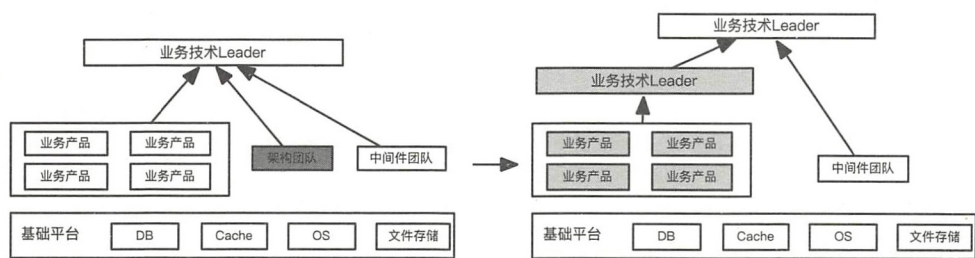 业务技术Leader
业务产品 业务产品
业务产品 业务产品
架构团队
中间件团队
基础平台 DB Cache OS 文件存储
业务技术Leader
业务技术Leader
业务产品 业务产品
业务产品 业务产品
中间件团队
基础平台 DB Cache OS 文件存储